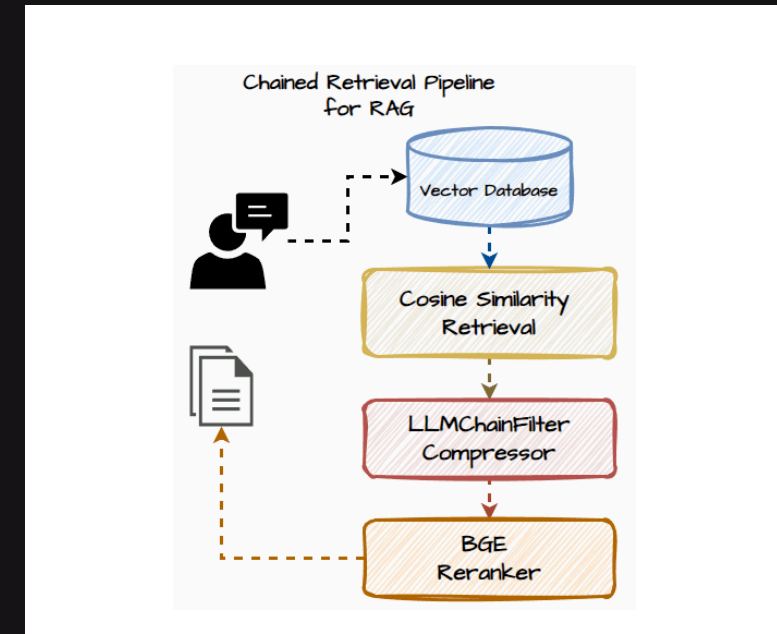 Chained Retrieval Pipeline
for RAG
Vector Database
Cosine Similarity
Retrieval
LLMChainFilter
Compressor
BGE
Reranker